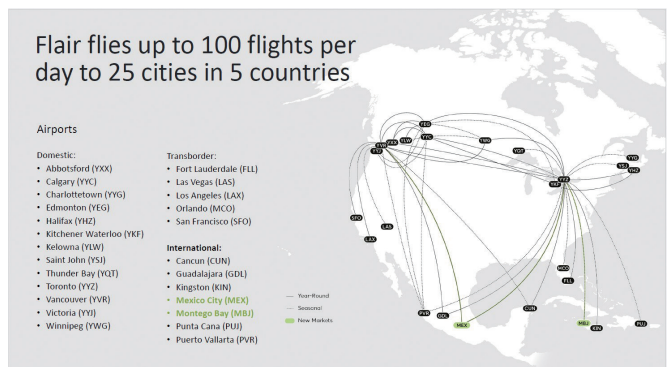 Flair flies up to 100 flights per
day to 25 cities in 5 countries
Airports
Domestic:
• Abbotsford (YXX)
• Calgary (YYC)
• Charlottetown (YYG)
• Edmonton (YEG)
• Halifax (YHZ)
• Kitchener Waterloo (YKF)
• Kelowna (YLW)
• Saint John (YSJ)
• Thunder Bay (YQT)
• Toronto (YYZ)
• Vancouver (YVR)
• Victoria (YYJ)
• Winnipeg (YWG)
Transborder:
• Fort Lauderdale (FLL)
• Las Vegas (LAS)
• Los Angeles (LAX)
• Orlando (MCO)
• San Francisco (SFO)
International:
• Cancun (CUN)
• Guadalajara (GDL)
• Kingston (KIN)
• Mexico City (MEX)
• Montego Bay (MBJ)
• Punta Cana (PUJ)
• Puerto Vallarta (PVR)
Year-Round
Seasonal
New Markets
YEG
YVR
YXX
YLW
YYC
YYJ
YWG
YQT
YYG
YSJ
YHZ
YYZ
YKF
SFO
LAS
LAX
MCO
FLL
PVR
GDL
MEX
CUN
MBJ
KIN
PUJ